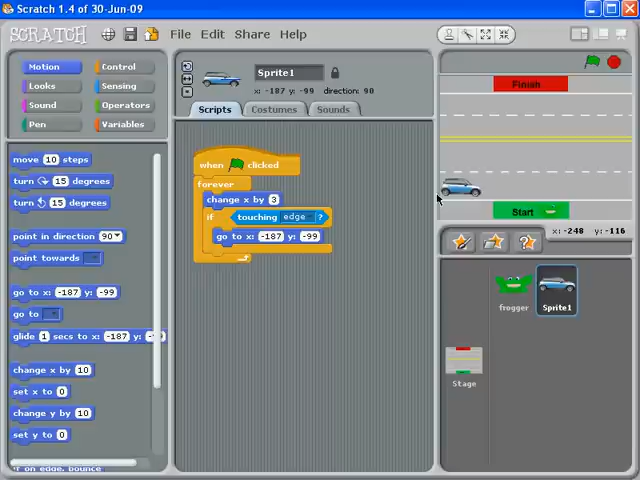 Scratch 1.4 of 30-Jun-09
SCRATCH
File Edit Share Help
Motion Control
Looks Sensing
Sound Operators
Pen Variables
move 10 steps
turn 15 degrees
turn 15 degrees
point in direction 90
point towards
go to x: -187 y: -99
go to
glide 1 secs to x: -187 y:
change x by 10
set x to 0
change y by 10
set y to 0
if on edge, bounce
Sprite1
x: -187 y: -99 direction: 90
Scripts Costumes Sounds
when clicked
forever
change x by 3
if touching edge ?
go to x: -187 y: -99
Finish
Start
x: -248 y: -116
frogger Sprite1
Stage